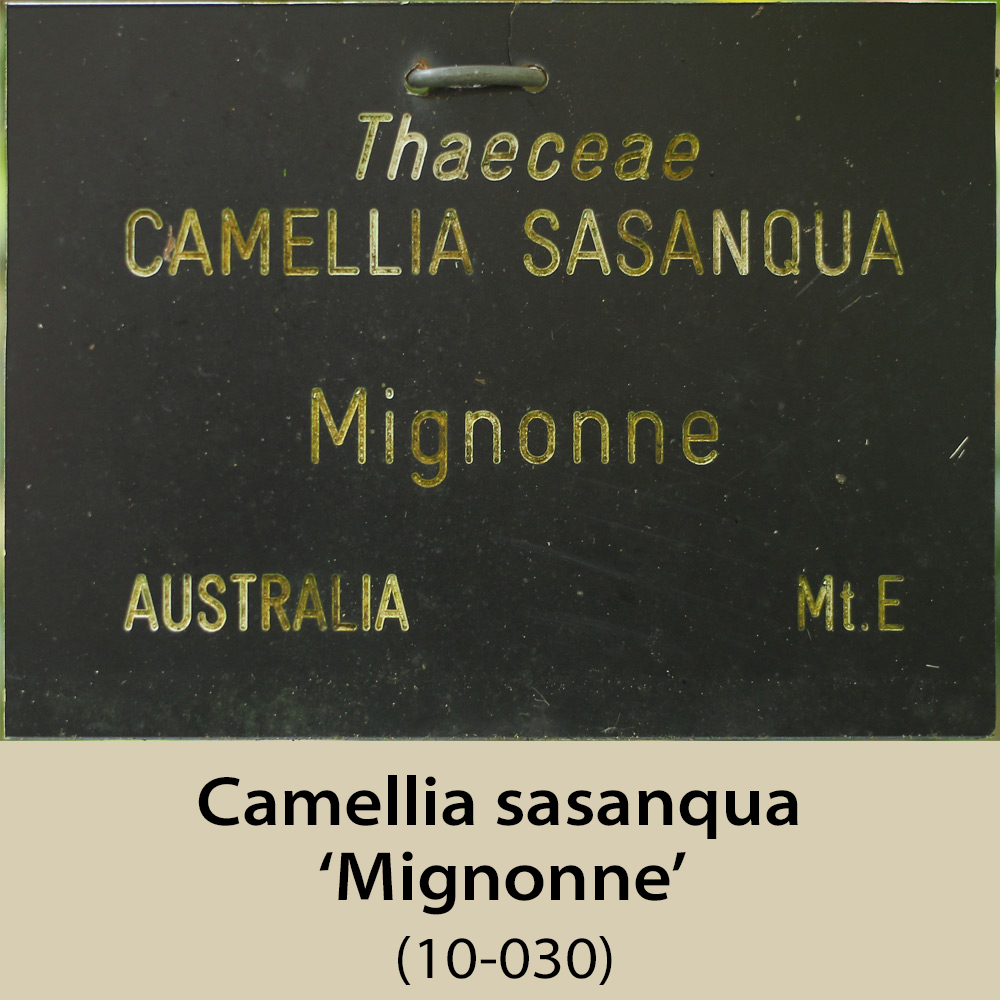 Thaeceae
CAMELLIA SASANQUA
Mignonne
AUSTRALIA Mt.E
Camellia sasanqua
‘Mignonne’
(10-030)